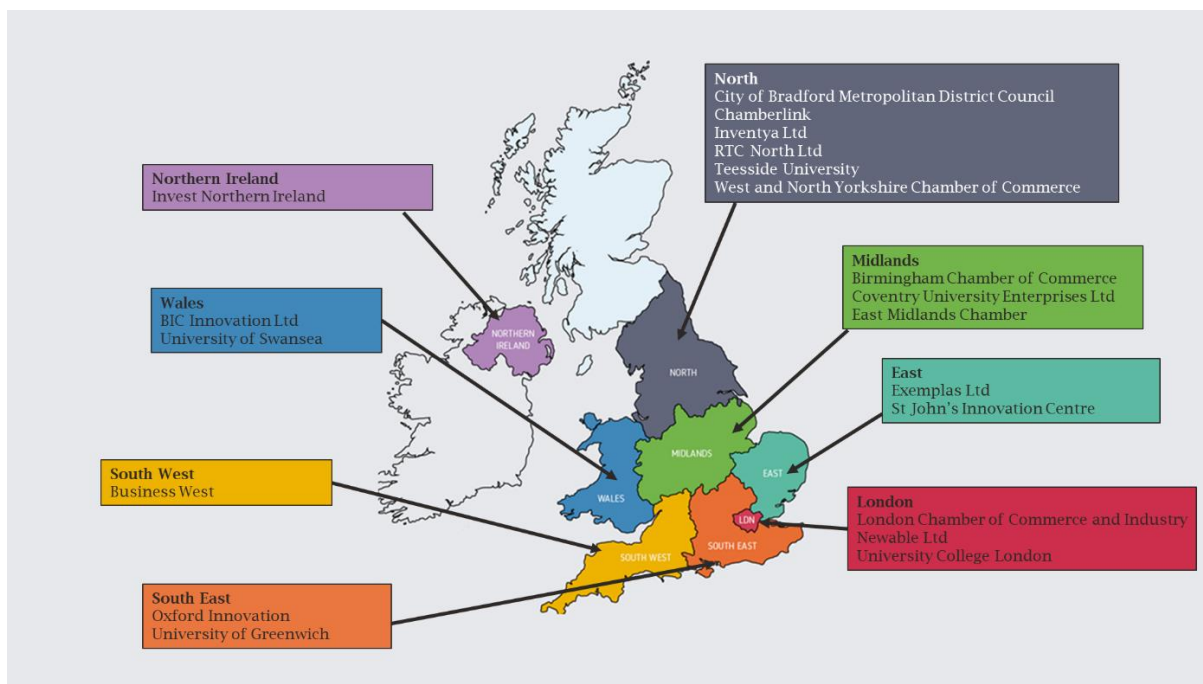 North
City of Bradford Metropolitan District Council
Chamberlink
Inventya Ltd
RTC North Ltd
Teesside University
West and North Yorkshire Chamber of Commerce
Northern Ireland
Invest Northern Ireland
Midlands
Birmingham Chamber of Commerce
Coventry University Enterprises Ltd
East Midlands Chamber
Wales
BIC Innovation Ltd
University of Swansea
NORTHERN
IRELAND
NORTH
East
Exemplas Ltd
St John's Innovation Centre
MIDLANDS
EAST
South West
Business West
WALES
LDN
London
London Chamber of Commerce and Industry
Newable Ltd
University College London
SOUTH WEST
SOUTH EAST
South East
Oxford Innovation
University of Greenwich